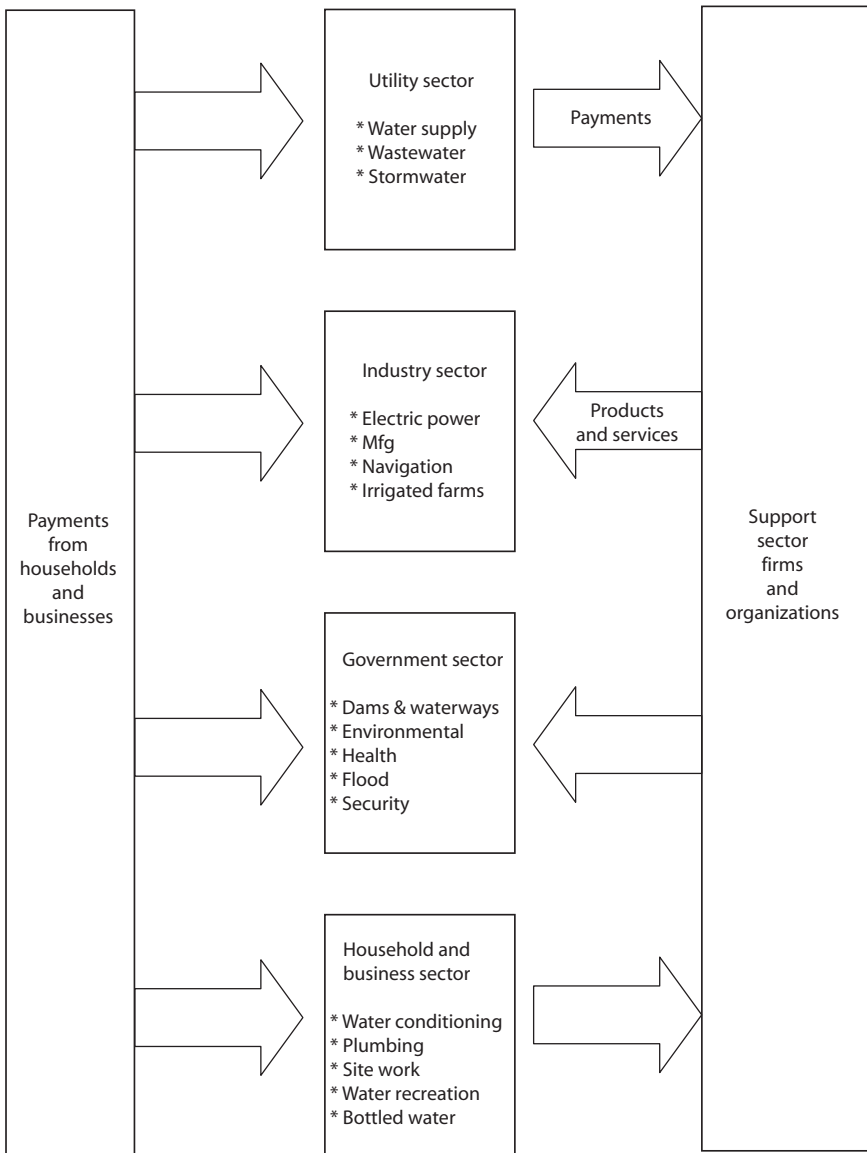 Payments
from
households
and
businesses
Utility sector
* Water supply
* Wastewater
* Stormwater
Payments
Industry sector
* Electric power
* Mfg
* Navigation
* Irrigated farms
Products
and services
Government sector
* Dams & waterways
* Environmental
* Health
* Flood
* Security
Household and
business sector
* Water conditioning
* Plumbing
* Site work
* Water recreation
* Bottled water
Support
sector
firms
and
organizations